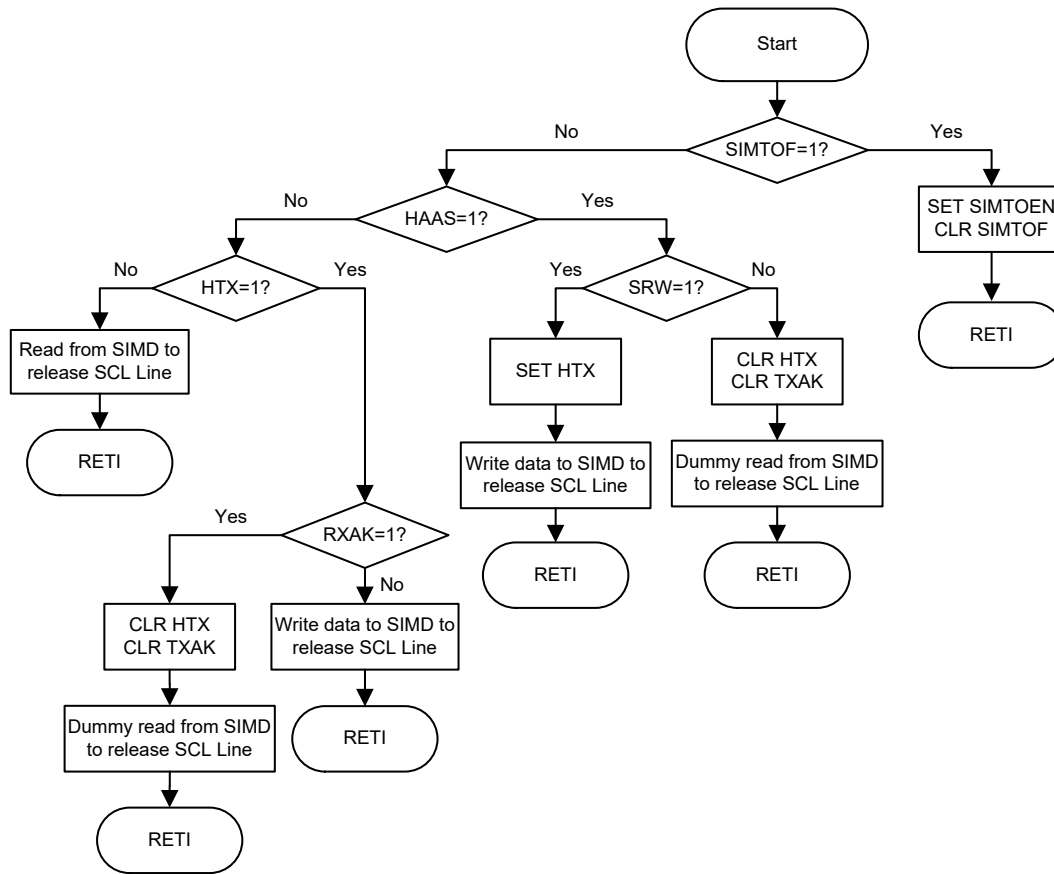 Start
No
Yes
SIMTOF=1?
No
Yes
HAAS=1?
SET SIMTOEN
CLR SIMTOF
No
Yes
HTX=1?
Yes
No
SRW=1?
RETI
Read from SIMD to
release SCL Line
SET HTX
CLR HTX
CLR TXAK
RETI
Write data to SIMD to
release SCL Line
Dummy read from SIMD
to release SCL Line
Yes
RXAK=1?
No
RETI
RETI
CLR HTX
CLR TXAK
Write data to SIMD to
release SCL Line
Dummy read from SIMD
to release SCL Line
RETI
RETI